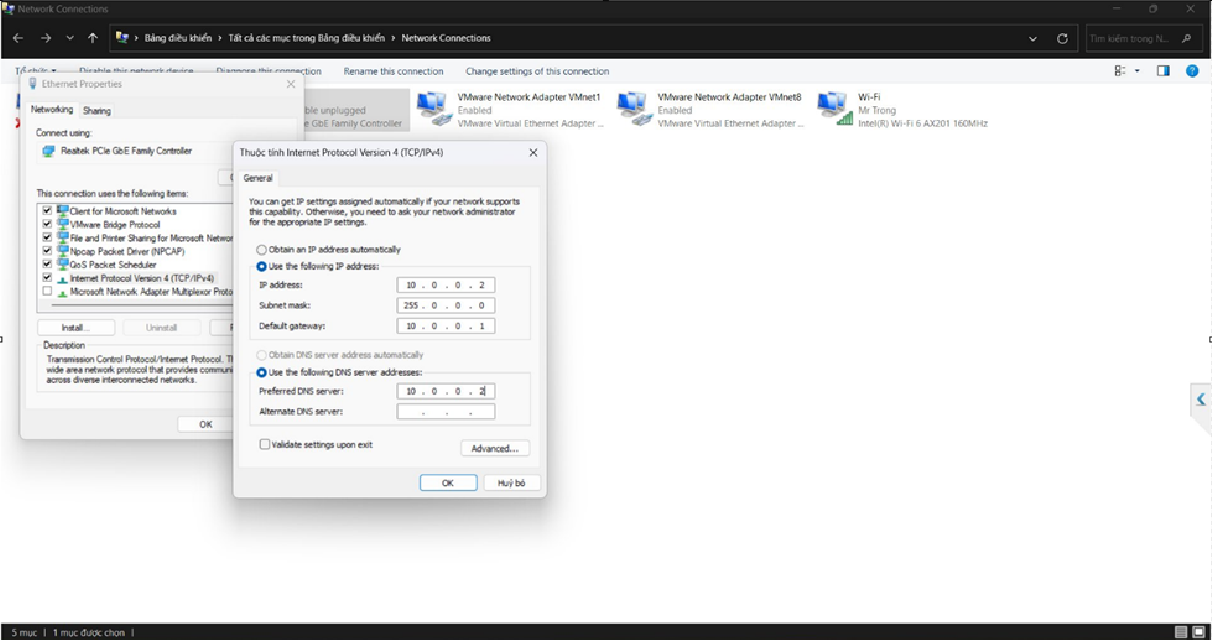 Network Connections
Bảng điều khiển › Tất cả các mục trong Bảng điều khiển › Network Connections
Tìm kiếm trong N...
Tổ chức Disable this network device Diagnose this connection Rename this connection Change settings of this connection
Ethernet Properties
Networking Sharing
Connect using:
Realtek PCIe GbE Family Controller
This connection uses the following items:
Client for Microsoft Networks
VMware Bridge Protocol
File and Printer Sharing for Microsoft Networ
Npcap Packet Driver (NPCAP)
QoS Packet Scheduler
Internet Protocol Version 4 (TCP/IPv4)
Microsoft Network Adapter Multiplexor Proto
Install... Uninstall
Description
Transmission Control Protocol/Internet Protocol. T
wide area network protocol that provides communi
across diverse interconnected networks.
OK
ble unplugged
e GbE Family Controller
VMware Network Adapter VMnet1
Enabled
VMware Virtual Ethernet Adapter ...
VMware Network Adapter VMnet8
Enabled
VMware Virtual Ethernet Adapter ...
Wi-Fi
Mr Trong
Intel(R) Wi-Fi 6 AX201 160MHz
Thuộc tính Internet Protocol Version 4 (TCP/IPv4)
General
You can get IP settings assigned automatically if your network supports
this capability. Otherwise, you need to ask your network administrator
for the appropriate IP settings.
Obtain an IP address automatically
Use the following IP address:
IP address: 10 . 0 . 0 . 2
Subnet mask: 255 . 0 . 0 . 0
Default gateway: 10 . 0 . 0 . 1
Obtain DNS server address automatically
Use the following DNS server addresses:
Preferred DNS server: 10 . 0 . 0 . 2
Alternate DNS server: . . .
Validate settings upon exit
Advanced...
OK Huỷ bỏ
5 mục | 1 mục được chọn |